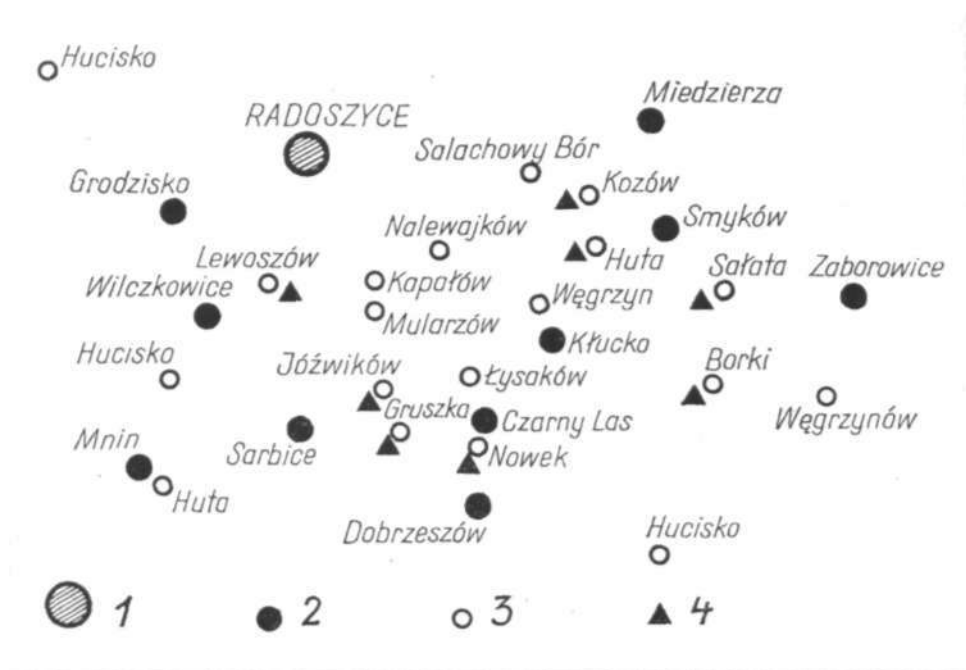 Hucisko
Miedzierza
RADOSZYCE
Salachowy Bór
Grodzisko
Kozów
Nalewajków
Smyków
Lewoszów
Huta
Sałata
Zaborowice
Wilczkowice
Kapałów
Węgrzyn
Mularzów
Kłucko
Hucisko
Jóźwików
Łysaków
Borki
Gruszka
Czarny Las
Węgrzynów
Mnin
Sarbice
Nowek
Huta
Dobrzeszów
Hucisko
1 2 3 4